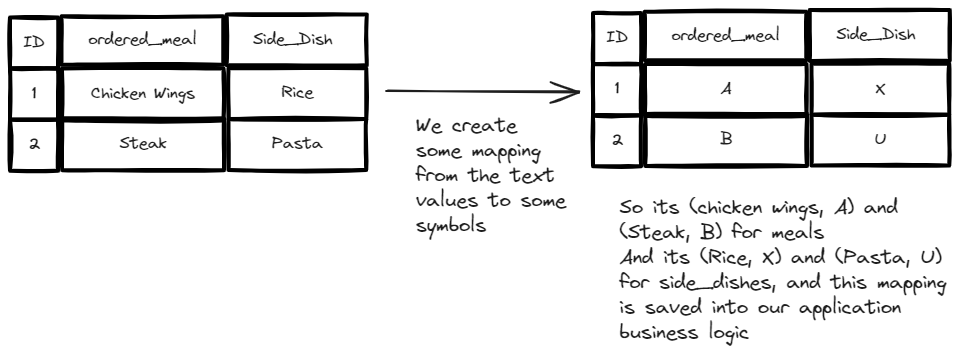 ID ordered_meal Side_Dish
1 Chicken Wings Rice
2 Steak Pasta
We create
some mapping
from the text
values to some
symbols
ID ordered_meal Side_Dish
1 A X
2 B U
So its (chicken wings, A) and
(Steak, B) for meals
And its (Rice, X) and (Pasta, U)
for side_dishes, and this mapping
is saved into our application
business logic